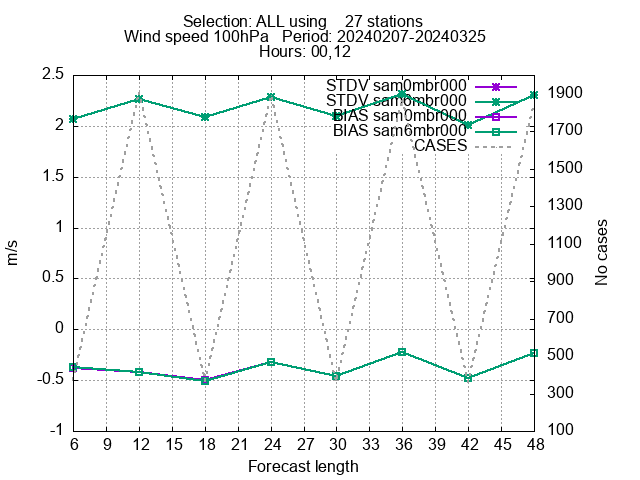 Selection: ALL using    27 stations
Wind speed 100hPa   Period: 20240207-20240325
Hours: 00,12
STDV sam0mbr000
STDV sam6mbr000
BIAS sam0mbr000
BIAS sam6mbr000
CASES
m/s
2.5
2
1.5
1
0.5
0
-0.5
-1
No cases
1900
1700
1500
1300
1100
900
700
500
300
100
6 9 12 15 18 21 24 27 30 33 36 39 42 45 48
Forecast length